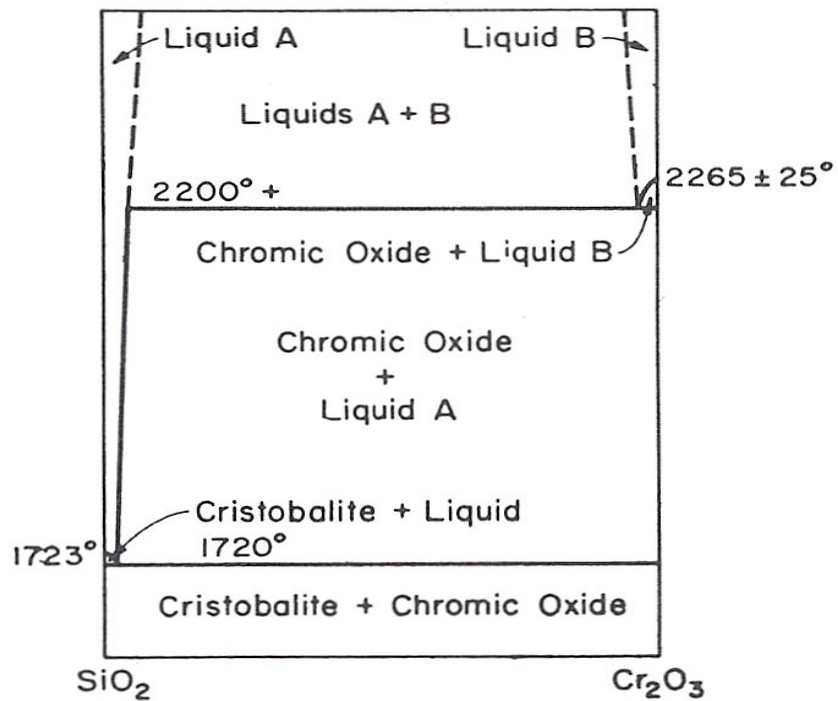 Liquid A
Liquid B
Liquids A + B
2200° +
2265 ± 25°
Chromic Oxide + Liquid B
Chromic Oxide
+
Liquid A
Cristobalite + Liquid
1723°
1720°
Cristobalite + Chromic Oxide
SiO₂
Cr₂O₃